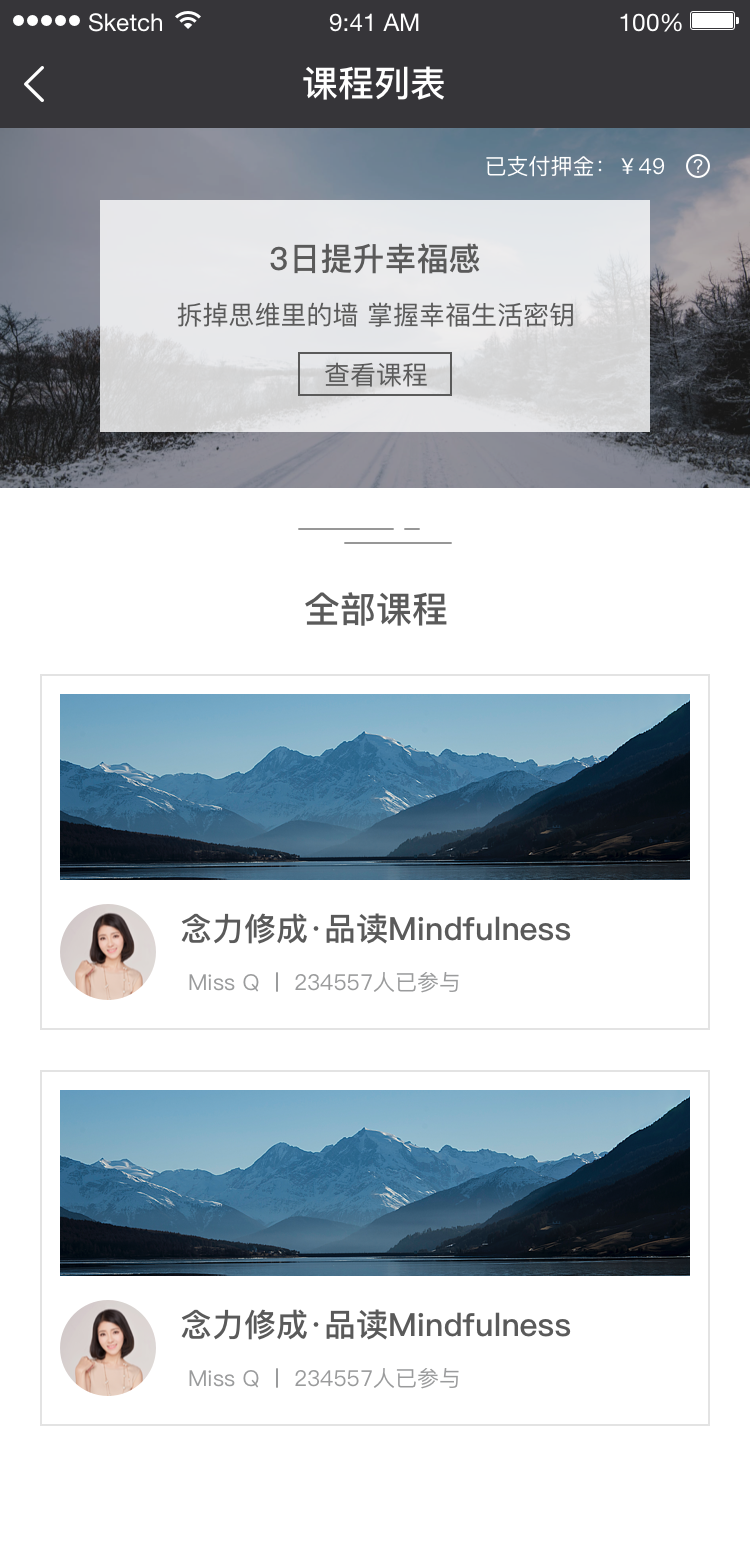 Sketch 9:41 AM 100%
课程列表
已支付押金：￥49 ?
3日提升幸福感
拆掉思维里的墙 掌握幸福生活密钥
查看课程
全部课程
念力修成·品读Mindfulness
Miss Q | 234557人已参与
念力修成·品读Mindfulness
Miss Q | 234557人已参与